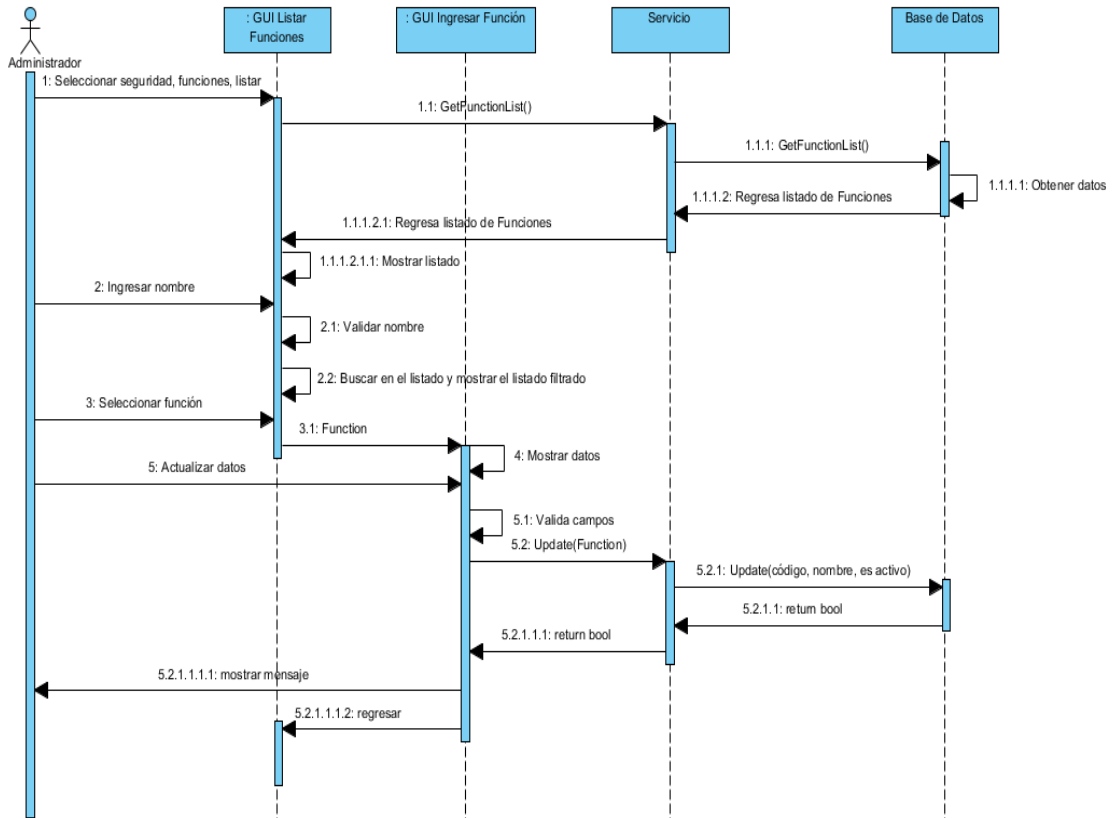 : GUI Listar
Funciones
: GUI Ingresar Función
Servicio
Base de Datos
Administrador
1: Seleccionar seguridad, funciones, listar
1.1: GetFunctionList()
1.1.1: GetFunctionList()
1.1.1.1: Obtener datos
1.1.1.2: Regresa listado de Funciones
1.1.1.2.1: Regresa listado de Funciones
1.1.1.2.1.1: Mostrar listado
2: Ingresar nombre
2.1: Validar nombre
2.2: Buscar en el listado y mostrar el listado filtrado
3: Seleccionar función
3.1: Function
4: Mostrar datos
5: Actualizar datos
5.1: Valida campos
5.2: Update(Function)
5.2.1: Update(código, nombre, es activo)
5.2.1.1: return bool
5.2.1.1.1: return bool
5.2.1.1.1.1: mostrar mensaje
5.2.1.1.1.2: regresar